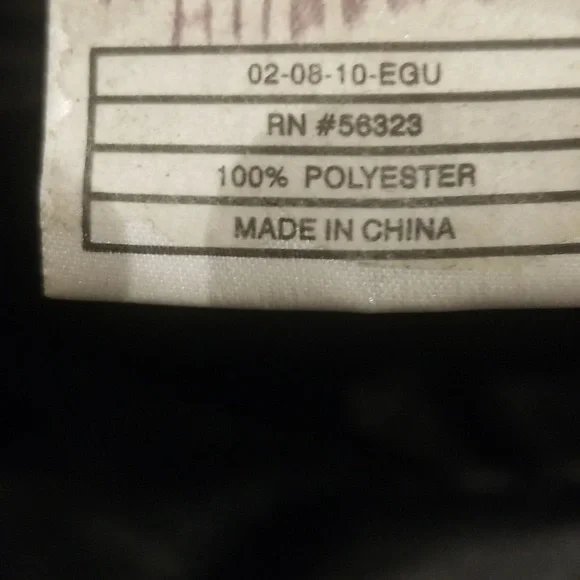 02-08-10-EGU
RN #56323
100% POLYESTER
MADE IN CHINA